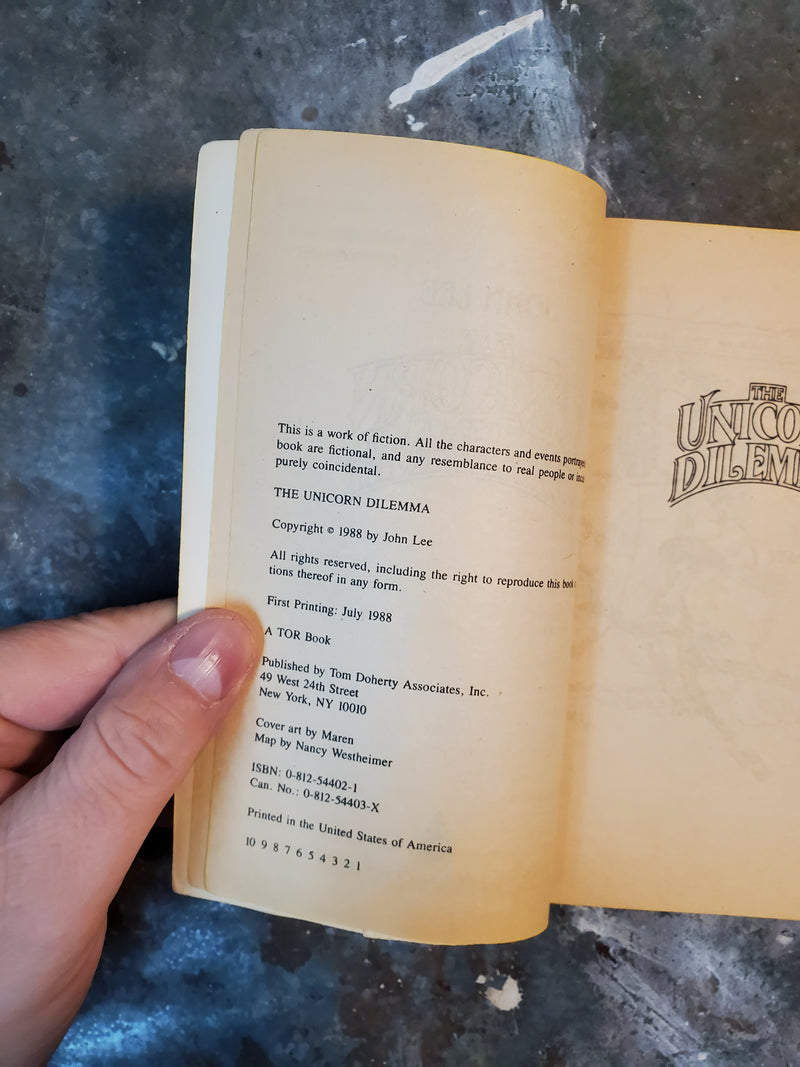 This is a work of fiction. All the characters and events
book are fictional, and any resemblance to real people or
purely coincidental.
THE UNICORN DILEMMA
Copyright © 1988 by John Lee
All rights reserved, including the right to reproduce this book
tions thereof in any form.
First Printing: July 1988
A TOR Book
Published by Tom Doherty Associates, Inc.
49 West 24th Street
New York, NY 10010
Cover art by Maren
Map by Nancy Westheimer
ISBN: 0-812-54402-1
Can. No.: 0-812-54403-X
Printed in the United States of America
10 9 8 7 6 5 4 3 2 1
THE
UNICO
DILEM